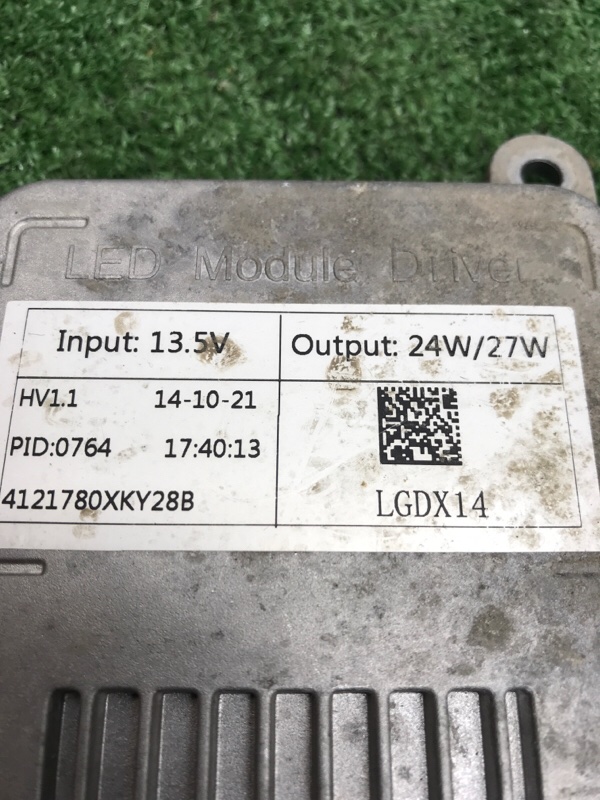 LED Module Driver
Input: 13.5V
Output: 24W/27W
HV1.1 14-10-21
PID:0764 17:40:13
4121780XKY28B
LGDX14